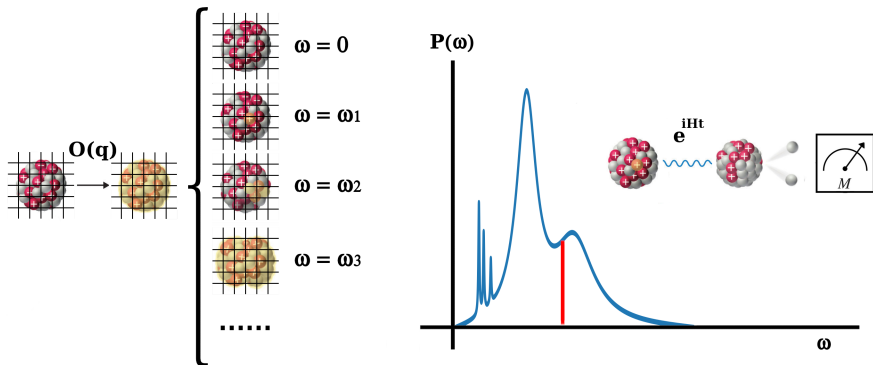 O(q)
ω = 0
ω = ω1
ω = ω2
ω = ω3
......
P(ω)
e^iHt
M
ω